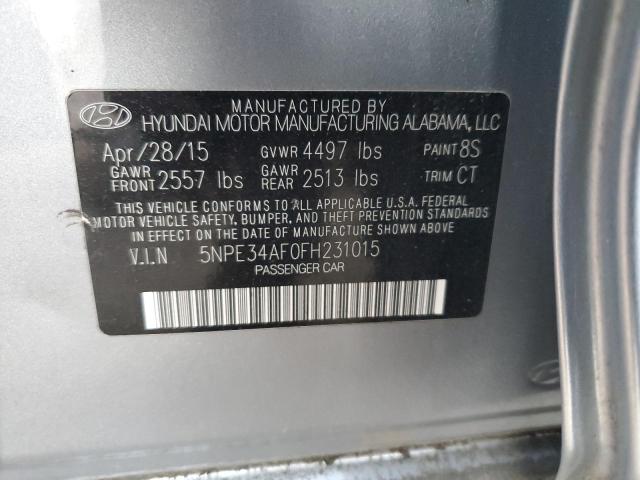 MANUFACTURED BY
HYUNDAI MOTOR MANUFACTURING ALABAMA, LLC
Apr/28/15 GVWR 4497 lbs PAINT 8S
GAWR FRONT 2557 lbs GAWR REAR 2513 lbs TRIM CT
THIS VEHICLE CONFORMS TO ALL APPLICABLE U.S.A. FEDERAL
MOTOR VEHICLE SAFETY, BUMPER, AND THEFT PREVENTION STANDARDS
IN EFFECT ON THE DATE OF MANUFACTURE SHOWN ABOVE.
V.I.N 5NPE34AF0FH231015
PASSENGER CAR